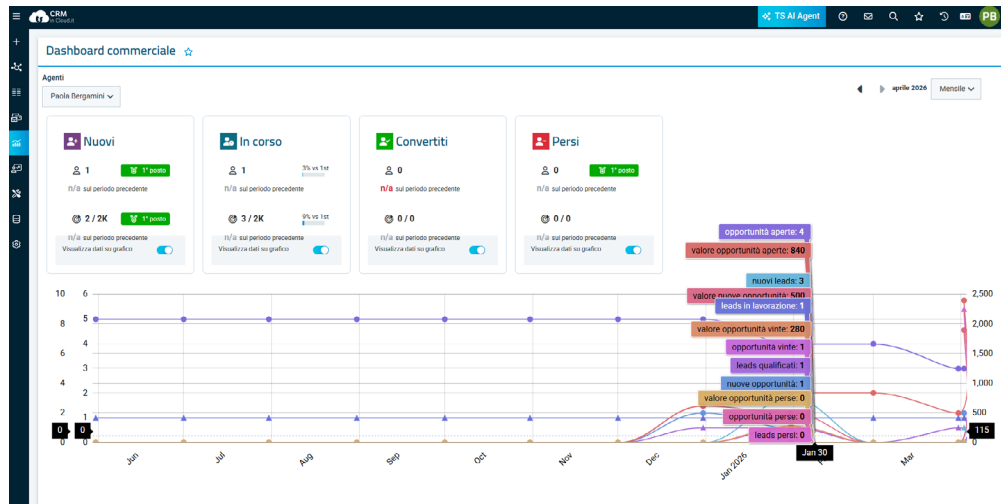 CRM
in Cloud.it
TS AI Agent
PB
Dashboard commerciale
Agenti
Paola Bergamini
aprile 2026
Mensile
Nuovi
1
1° posto
n/a sul periodo precedente
2 / 2K
1° posto
n/a sul periodo precedente
Visualizza dati su grafico
In corso
1
3% vs 1st
n/a sul periodo precedente
3 / 2K
9% vs 1st
n/a sul periodo precedente
Visualizza dati su grafico
Convertiti
0
n/a sul periodo precedente
0 / 0
n/a sul periodo precedente
Visualizza dati su grafico
Persi
0
1° posto
n/a sul periodo precedente
0 / 0
n/a sul periodo precedente
Visualizza dati su grafico
opportunità aperte: 4
valore opportunità aperte: 840
nuovi leads: 3
valore nuove opportunità: 500
leads in lavorazione: 1
valore opportunità vinte: 280
opportunità vinte: 1
leads qualificati: 1
nuove opportunità: 1
valore opportunità perse: 0
opportunità perse: 0
leads persi: 0
10
8
6
4
2
0
6
5
4
3
2
1
0
2,500
2,000
1,500
1,000
500
115
0
Jun
Jul
Aug
Sep
Oct
Nov
Dec
Jan 2026
Jan 30
Mar